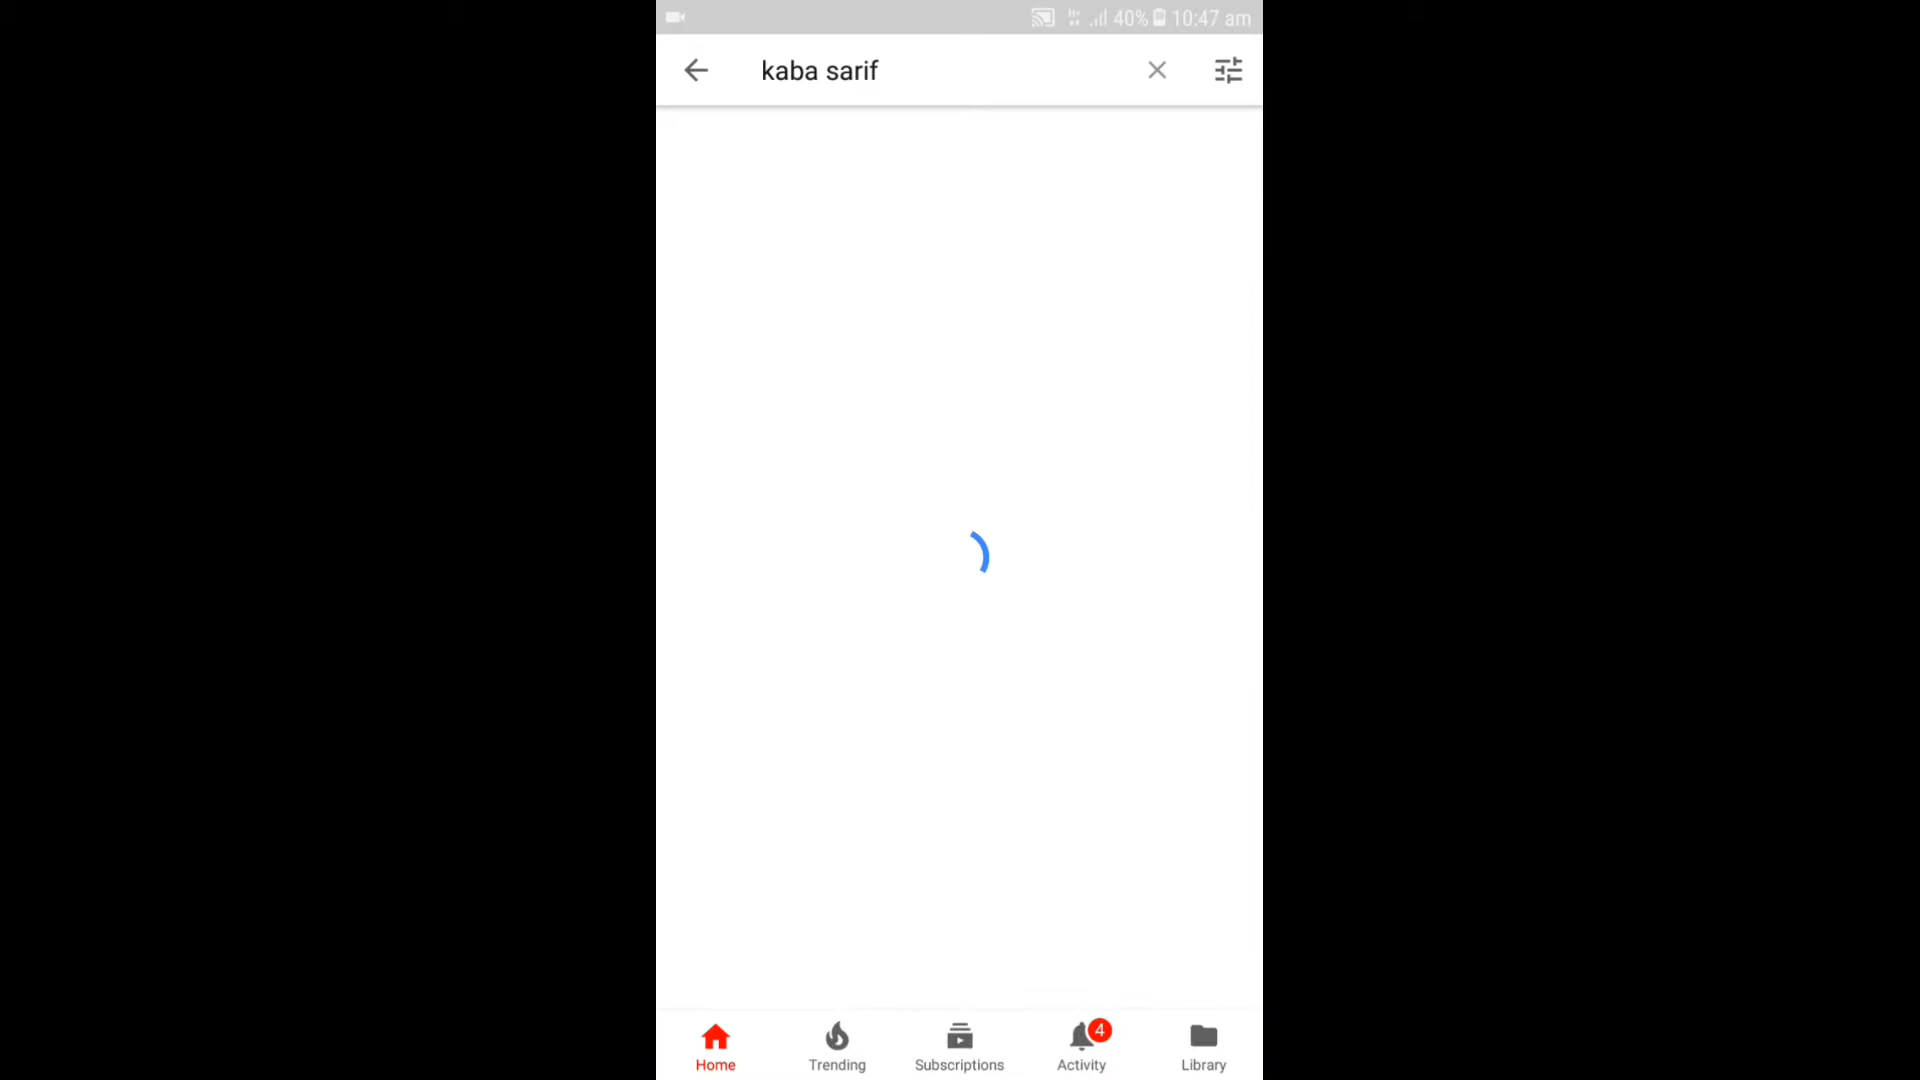 40% 10:47 am
kaba sarif
4
Home Trending Subscriptions Activity Library